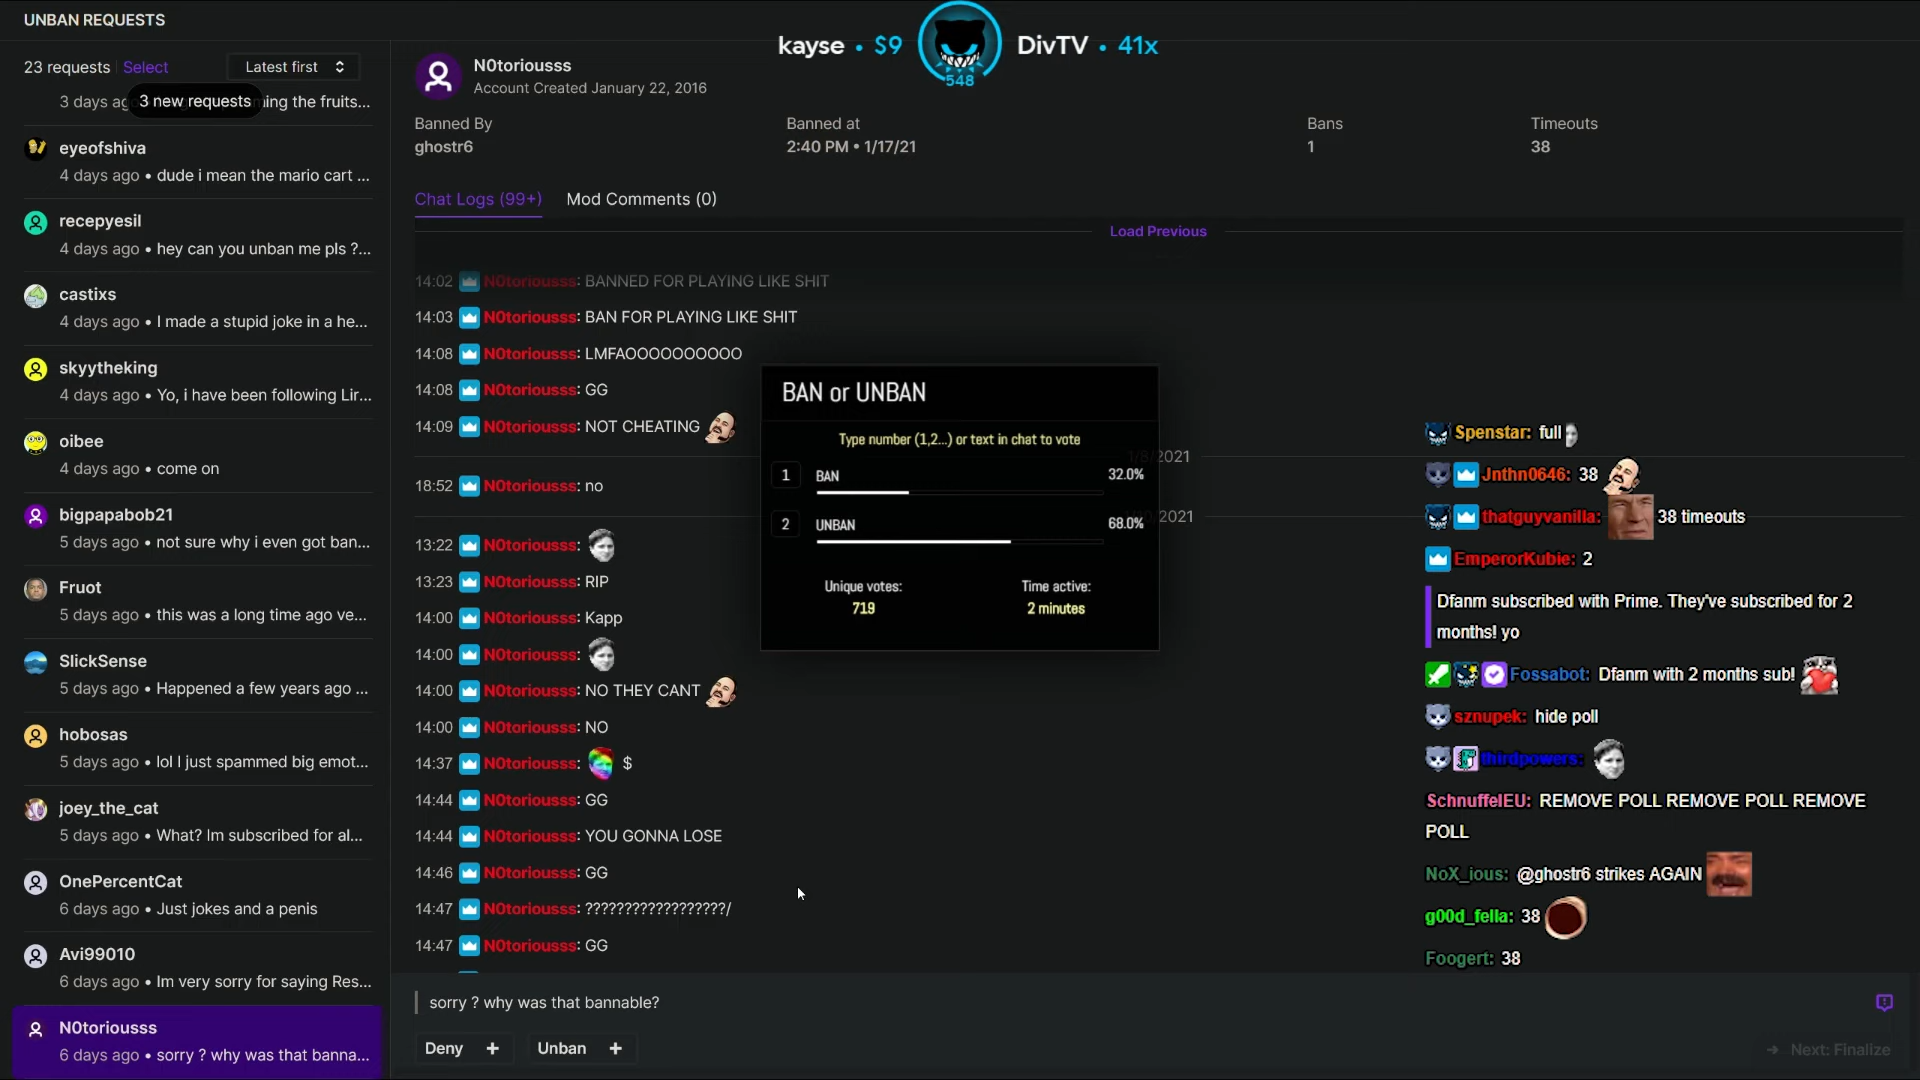 UNBAN REQUESTS
23 requests Select
Latest first
3 days ag
3 new requests
ming the fruits...
eyeofshiva
4 days ago • dude i mean the mario cart ...
recepyesil
4 days ago • hey can you unban me pls ?...
castixs
4 days ago • I made a stupid joke in a he...
skyytheking
4 days ago • Yo, i have been following Lir...
oibee
4 days ago • come on
bigpapabob21
5 days ago • not sure why i even got ban...
Fruot
5 days ago • this was a long time ago ve...
SlickSense
5 days ago • Happened a few years ago ...
hobosas
5 days ago • lol I just spammed big emot...
joey_the_cat
5 days ago • What? Im subscribed for al...
OnePercentCat
6 days ago • Just jokes and a penis
Avi99010
6 days ago • Im very sorry for saying Res...
N0toriousss
6 days ago • sorry ? why was that banna...
kayse • $9
548
DivTV • 41x
N0toriousss
Account Created January 22, 2016
Banned By
ghostr6
Banned at
2:40 PM • 1/17/21
Bans
1
Timeouts
38
Chat Logs (99+)
Mod Comments (0)
Load Previous
14:02 N0toriousss: BANNED FOR PLAYING LIKE SHIT
14:03 N0toriousss: BAN FOR PLAYING LIKE SHIT
14:08 N0toriousss: LMFAOOOOOOOOOO
14:08 N0toriousss: GG
14:09 N0toriousss: NOT CHEATING
1/8/2021
18:52 N0toriousss: no
2021
13:22 N0toriousss:
13:23 N0toriousss: RIP
14:00 N0toriousss: Kapp
14:00 N0toriousss:
14:00 N0toriousss: NO THEY CANT
14:00 N0toriousss: NO
14:37 N0toriousss: $
14:44 N0toriousss: GG
14:44 N0toriousss: YOU GONNA LOSE
14:46 N0toriousss: GG
14:47 N0toriousss: ??????????????????/
14:47 N0toriousss: GG
BAN or UNBAN
Type number (1,2...) or text in chat to vote
1 BAN 32.0%
2 UNBAN 68.0%
Unique votes:
719
Time active:
2 minutes
Spenstar: full
Jnthn0646: 38
thatguyvanilla: 38 timeouts
EmperorKubie: 2
Dfanm subscribed with Prime. They've subscribed for 2
months! yo
Fossabot: Dfanm with 2 months sub!
sznupek: hide poll
thirdpowers:
SchnuffelEU: REMOVE POLL REMOVE POLL REMOVE
POLL
NoX_ious: @ghostr6 strikes AGAIN
g00d_fella: 38
Foogert: 38
sorry ? why was that bannable?
Deny +
Unban +
Next: Finalize